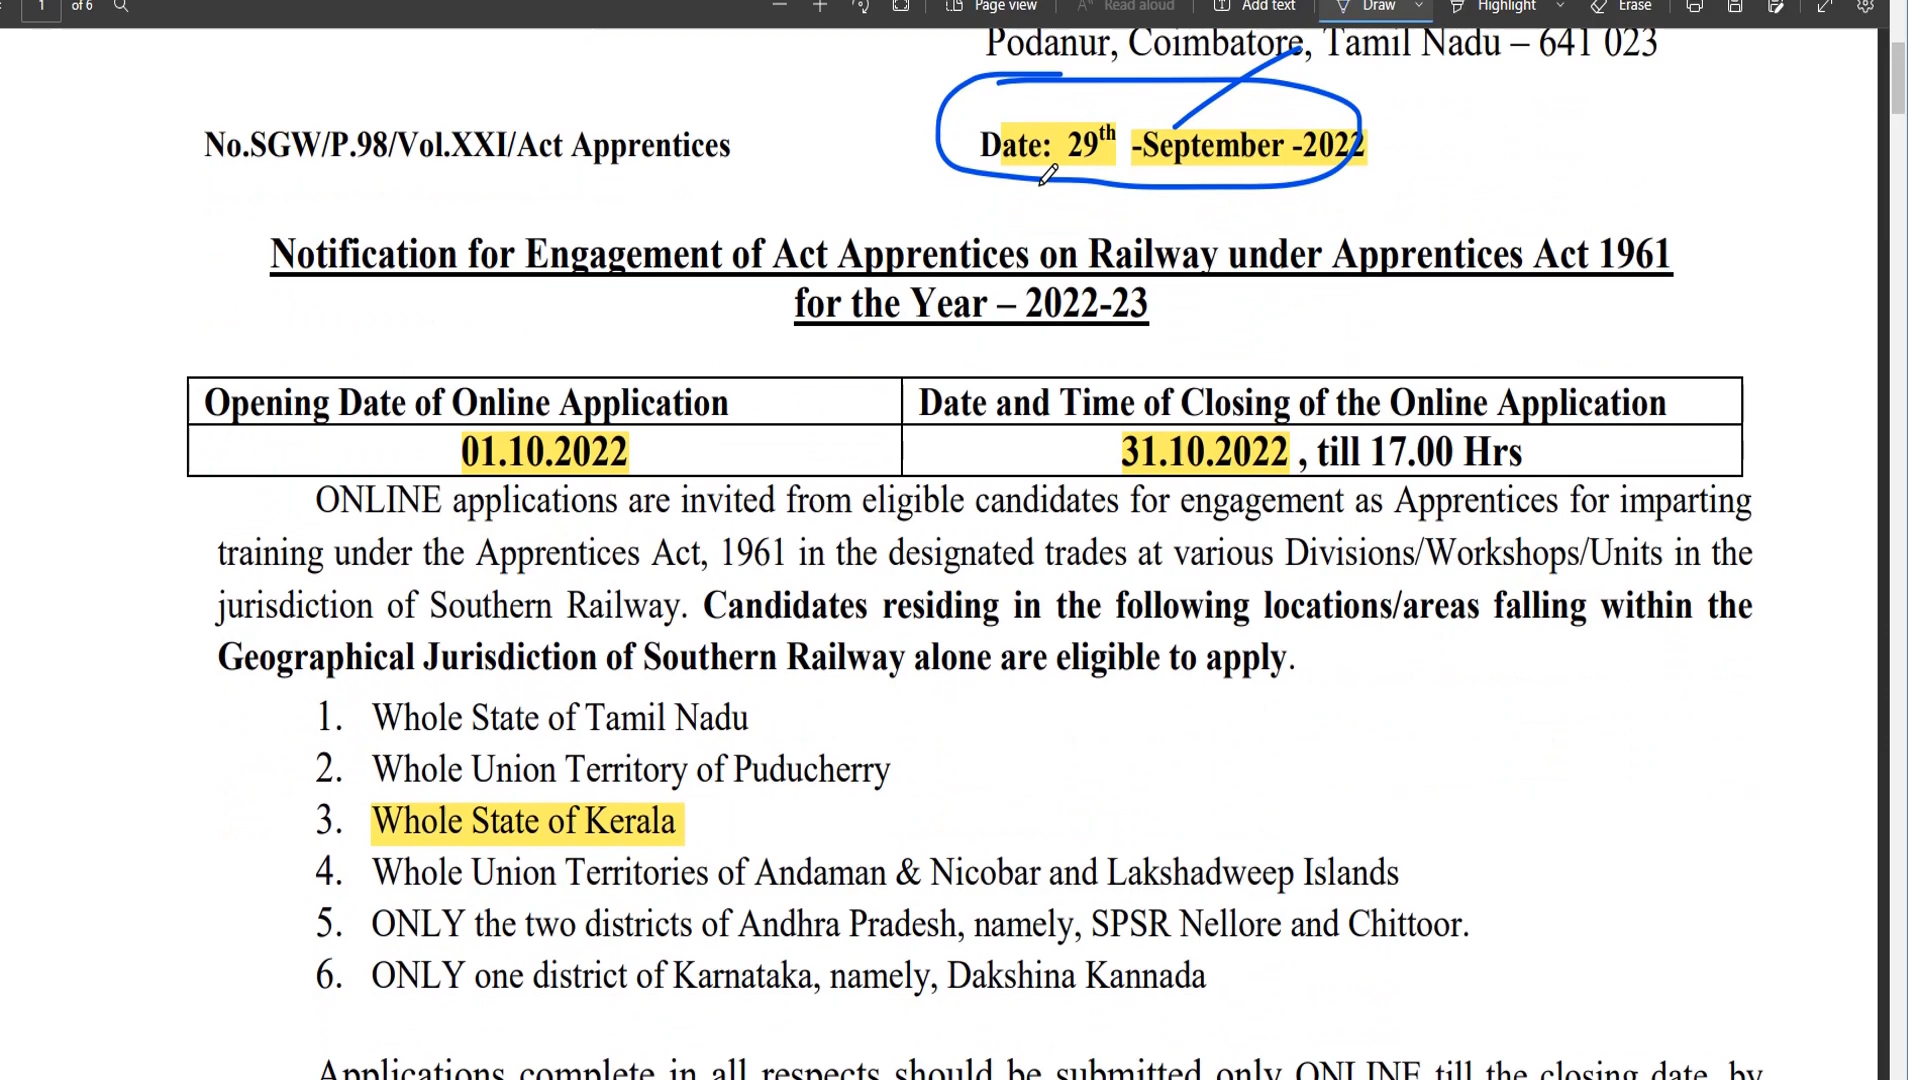 1 of 6 Page view Read aloud Add text Draw Highlight Erase
Podanur, Coimbatore, Tamil Nadu – 641 023
No.SGW/P.98/Vol.XXI/Act Apprentices Date: 29th -September -2022
Notification for Engagement of Act Apprentices on Railway under Apprentices Act 1961
for the Year – 2022-23
Opening Date of Online Application Date and Time of Closing of the Online Application
01.10.2022 31.10.2022 , till 17.00 Hrs
ONLINE applications are invited from eligible candidates for engagement as Apprentices for imparting
training under the Apprentices Act, 1961 in the designated trades at various Divisions/Workshops/Units in the
jurisdiction of Southern Railway. Candidates residing in the following locations/areas falling within the
Geographical Jurisdiction of Southern Railway alone are eligible to apply.
1. Whole State of Tamil Nadu
2. Whole Union Territory of Puducherry
3. Whole State of Kerala
4. Whole Union Territories of Andaman & Nicobar and Lakshadweep Islands
5. ONLY the two districts of Andhra Pradesh, namely, SPSR Nellore and Chittoor.
6. ONLY one district of Karnataka, namely, Dakshina Kannada
Applications complete in all respects should be submitted only ONLINE till the closing date, by